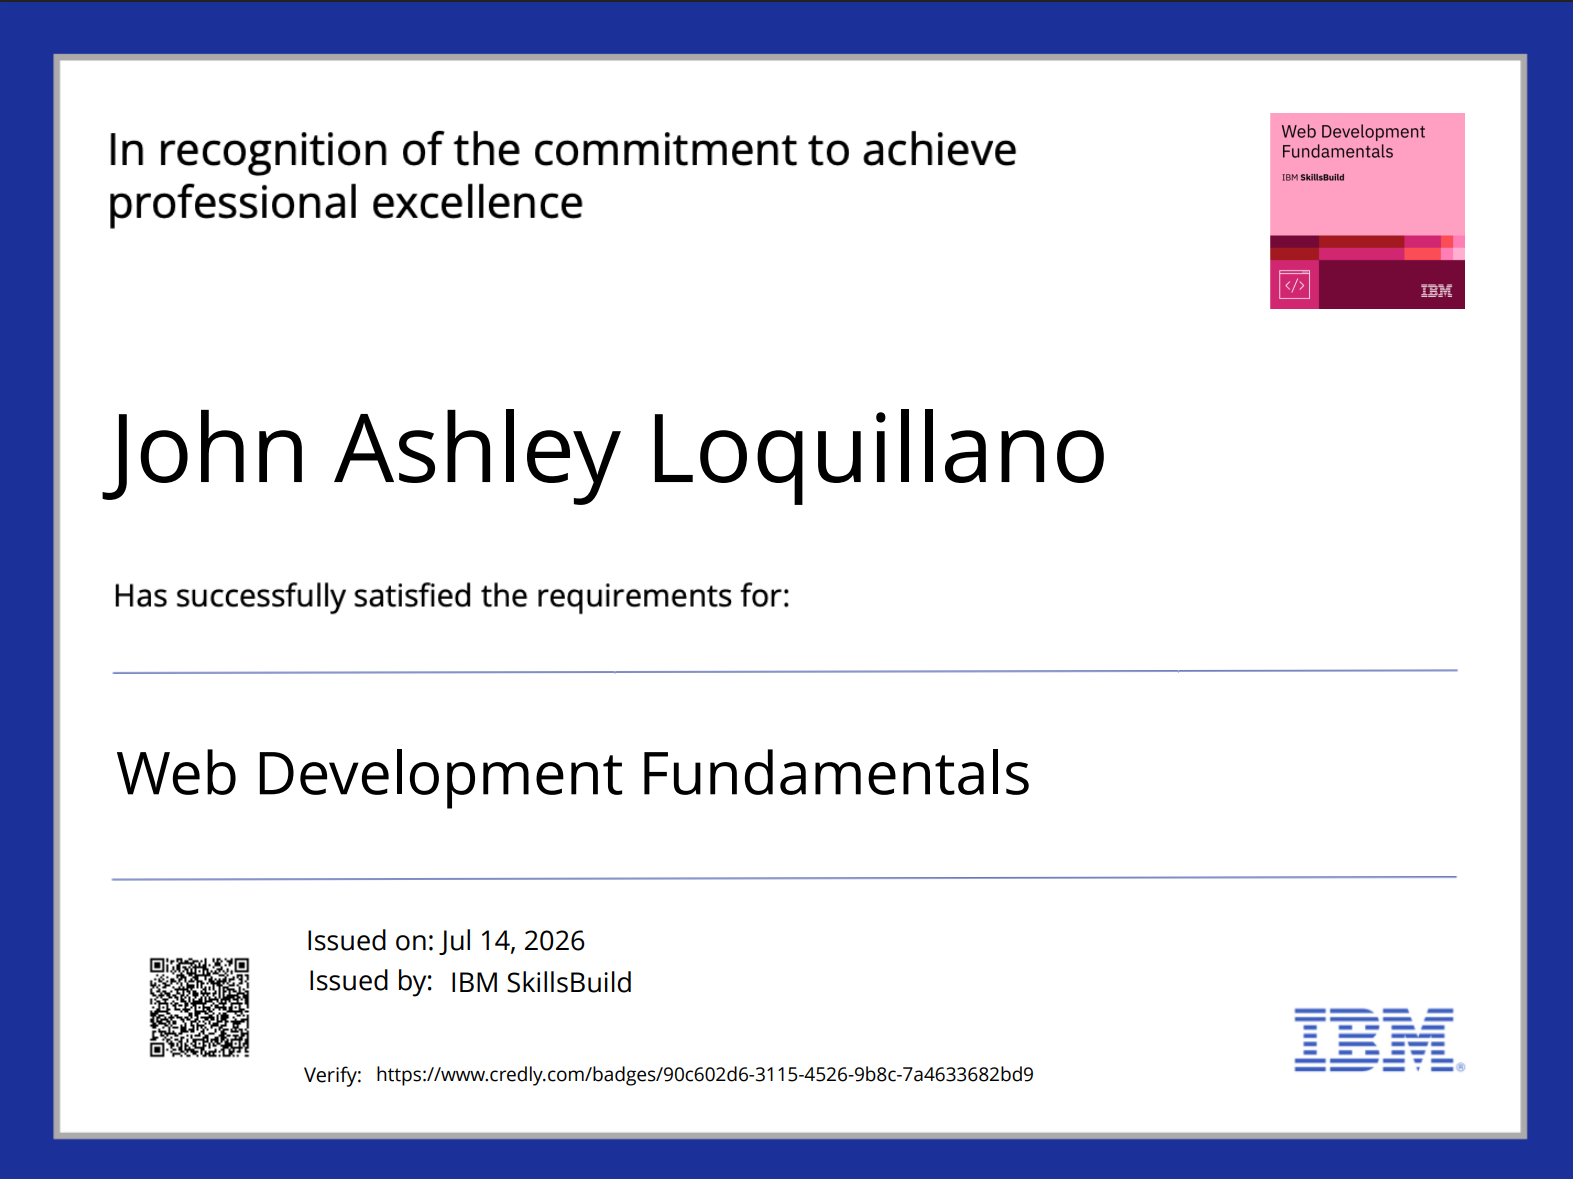 In recognition of the commitment to achieve
professional excellence
Web Development
Fundamentals
IBM SkillsBuild
</>
IBM
John Ashley Loquillano
Has successfully satisfied the requirements for:
Web Development Fundamentals
Issued on: Jul 14, 2026
Issued by: IBM SkillsBuild
IBM®
Verify: https://www.credly.com/badges/90c602d6-3115-4526-9b8c-7a4633682bd9